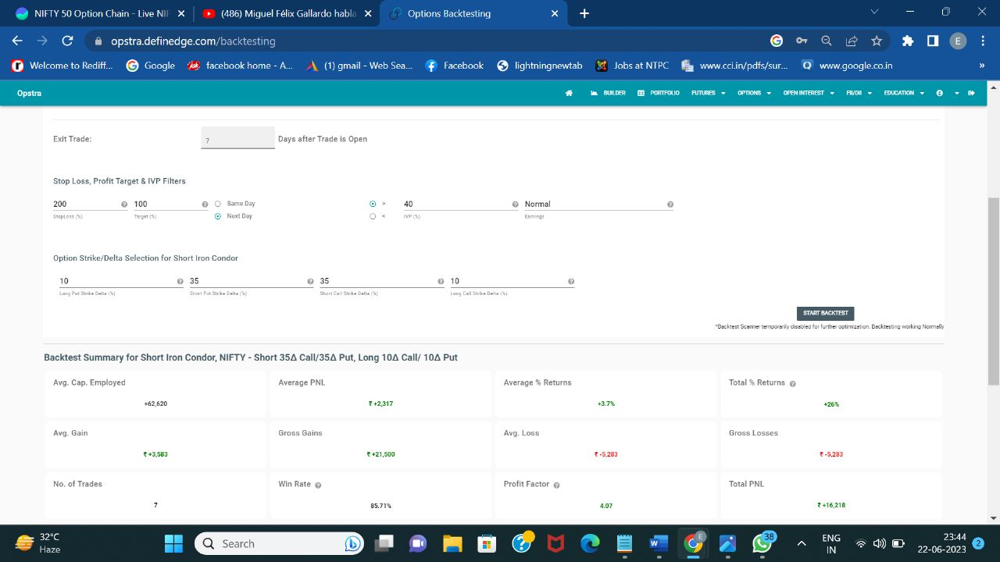 NIFTY 50 Option Chain - Live NIF
(486) Miguel Félix Gallardo habla
Options Backtesting
opstra.definedge.com/backtesting
E
Welcome to Rediff...
Google
facebook home - A...
(1) gmail - Web Sea...
Facebook
lightningnewtab
Jobs at NTPC
www.cci.in/pdfs/sur...
www.google.co.in
»
Opstra
BUILDER
PORTFOLIO
FUTURES
OPTIONS
OPEN INTEREST
FII/DII
EDUCATION
Exit Trade:
7
Days after Trade is Open
Stop Loss, Profit Target & IVP Filters
200
100
Same Day
>
40
Normal
StopLoss (%)
Target (%)
Next Day
<
IVP (%)
Earnings
Option Strike/Delta Selection for Short Iron Condor
10
35
35
10
Long Put Strike Delta (%)
Short Put Strike Delta (%)
Short Call Strike Delta (%)
Long Call Strike Delta (%)
START BACKTEST
*Backtest Scanner temporarily disabled for further optimization. Backtesting working Normally
Backtest Summary for Short Iron Condor, NIFTY - Short 35Δ Call/35Δ Put, Long 10Δ Call/ 10Δ Put
Avg. Cap. Employed
Average PNL
Average % Returns
Total % Returns
+62,620
₹ +2,317
+3.7%
+26%
Avg. Gain
Gross Gains
Avg. Loss
Gross Losses
₹ +3,583
₹ +21,500
₹ -5,283
₹ -5,283
No. of Trades
Win Rate
Profit Factor
Total PNL
7
85.71%
4.07
₹ +16,218
32°C
Haze
Search
38
ENG
IN
23:44
22-06-2023
2